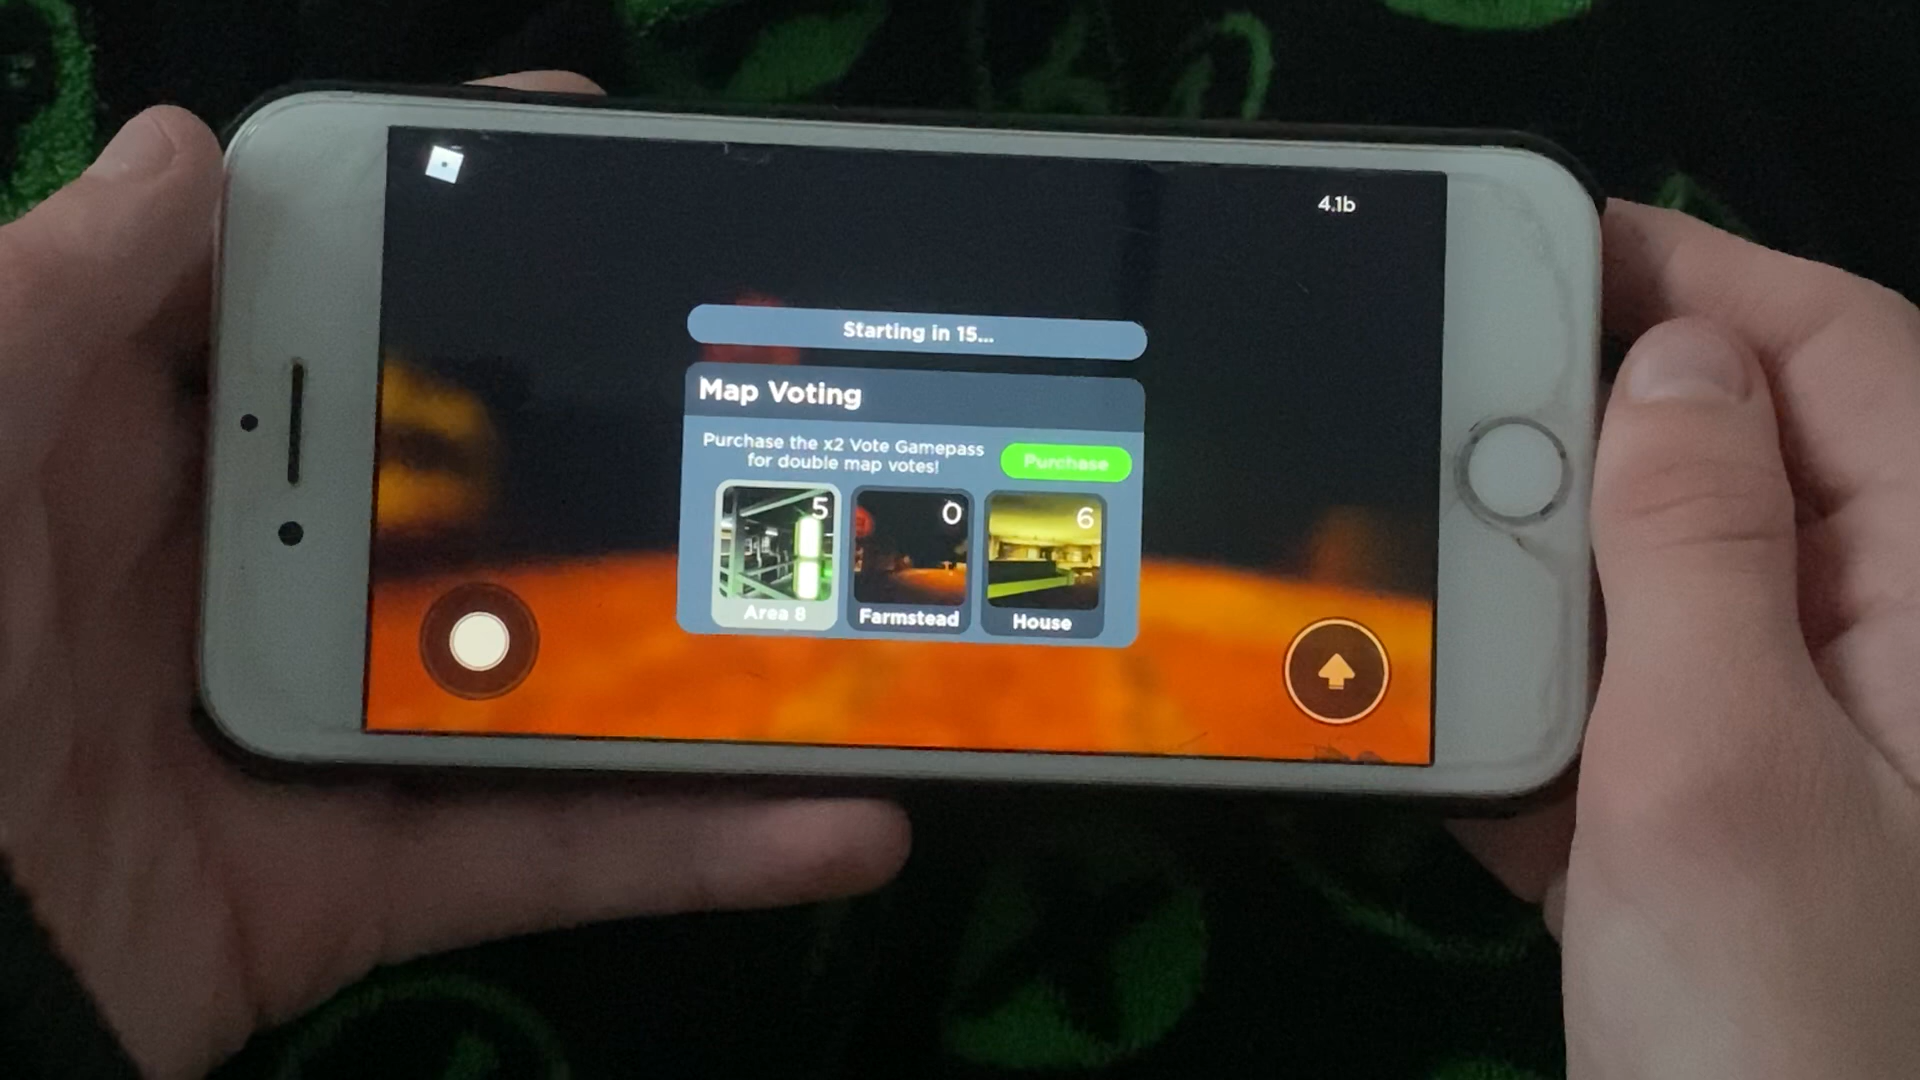 4.1b
Starting in 15...
Map Voting
Purchase the x2 Vote Gamepass
for double map votes!
Purchase
5
0
6
Area 8
Farmstead
House